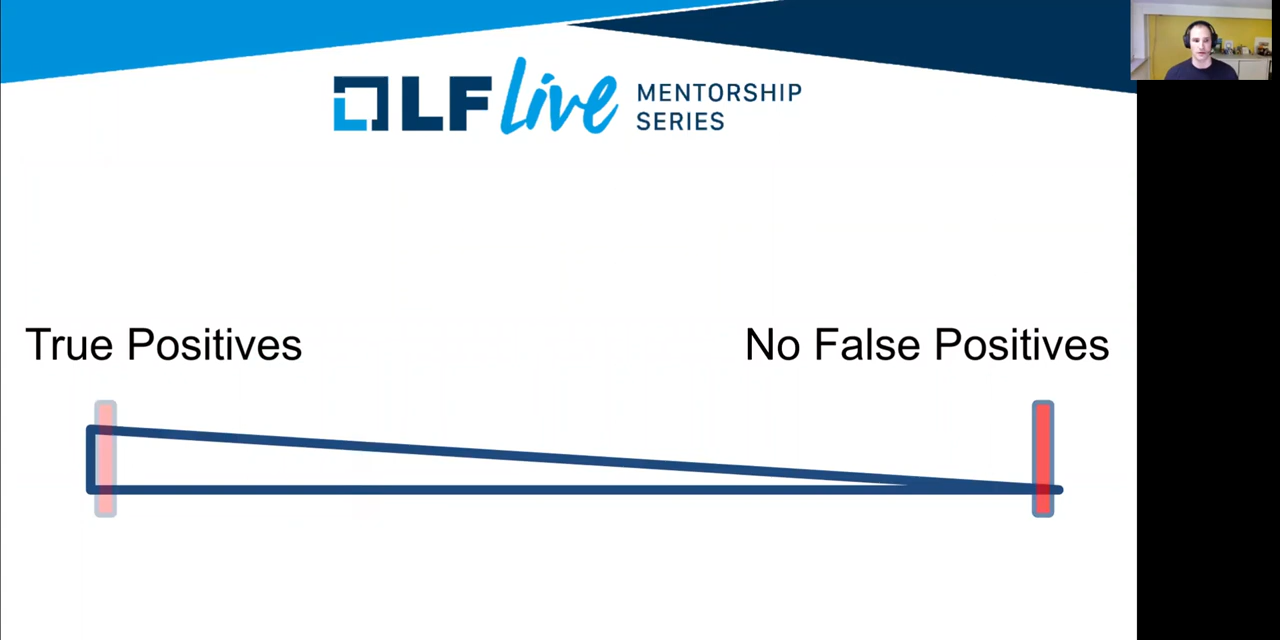 LF Live MENTORSHIP
SERIES
True Positives
No False Positives